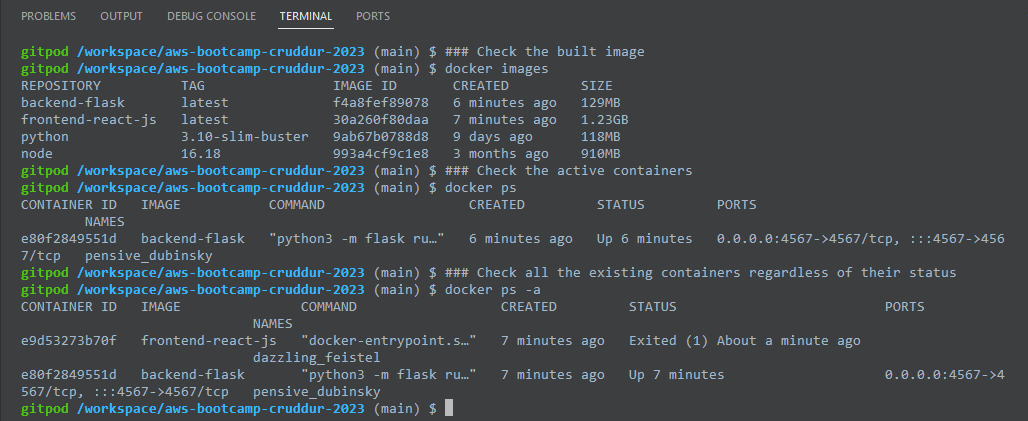 PROBLEMS OUTPUT DEBUG CONSOLE TERMINAL PORTS
gitpod /workspace/aws-bootcamp-cruddur-2023 (main) $ ### Check the built image
gitpod /workspace/aws-bootcamp-cruddur-2023 (main) $ docker images
REPOSITORY          TAG                IMAGE ID       CREATED         SIZE
backend-flask       latest             f4a8fef89078   6 minutes ago   129MB
frontend-react-js   latest             30a260f80daa   7 minutes ago   1.23GB
python              3.10-slim-buster   9ab67b0788d8   9 days ago      118MB
node                16.18              993a4cf9c1e8   3 months ago    910MB
gitpod /workspace/aws-bootcamp-cruddur-2023 (main) $ ### Check the active containers
gitpod /workspace/aws-bootcamp-cruddur-2023 (main) $ docker ps
CONTAINER ID   IMAGE           COMMAND                  CREATED         STATUS         PORTS
        NAMES
e80f2849551d   backend-flask   "python3 -m flask ru…"   6 minutes ago   Up 6 minutes   0.0.0.0:4567->4567/tcp, :::4567->456
7/tcp   pensive_dubinsky
gitpod /workspace/aws-bootcamp-cruddur-2023 (main) $ ### Check all the existing containers regardless of their status
gitpod /workspace/aws-bootcamp-cruddur-2023 (main) $ docker ps -a
CONTAINER ID   IMAGE               COMMAND                  CREATED         STATUS                          PORTS
                             NAMES
e9d53273b70f   frontend-react-js   "docker-entrypoint.s…"   7 minutes ago   Exited (1) About a minute ago
                             dazzling_feistel
e80f2849551d   backend-flask       "python3 -m flask ru…"   7 minutes ago   Up 7 minutes                    0.0.0.0:4567->4
567/tcp, :::4567->4567/tcp   pensive_dubinsky
gitpod /workspace/aws-bootcamp-cruddur-2023 (main) $